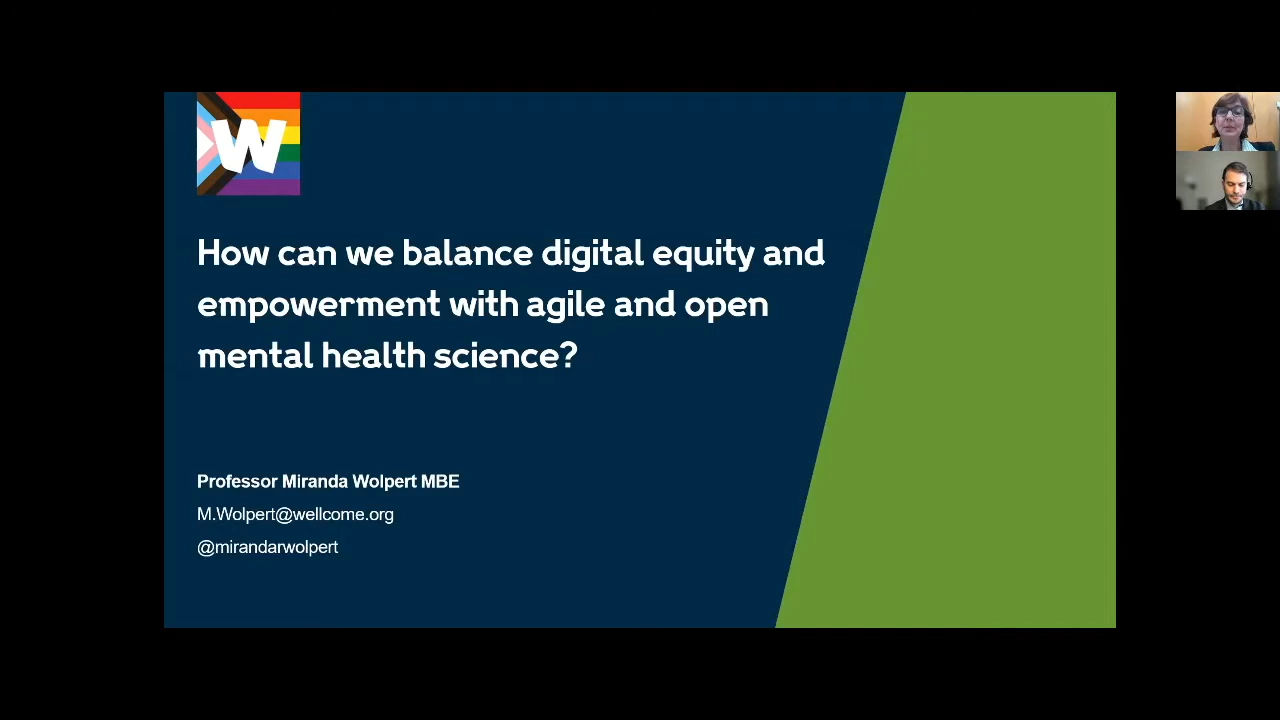 W
How can we balance digital equity and
empowerment with agile and open
mental health science?
Professor Miranda Wolpert MBE
M.Wolpert@wellcome.org
@mirandarwolpert